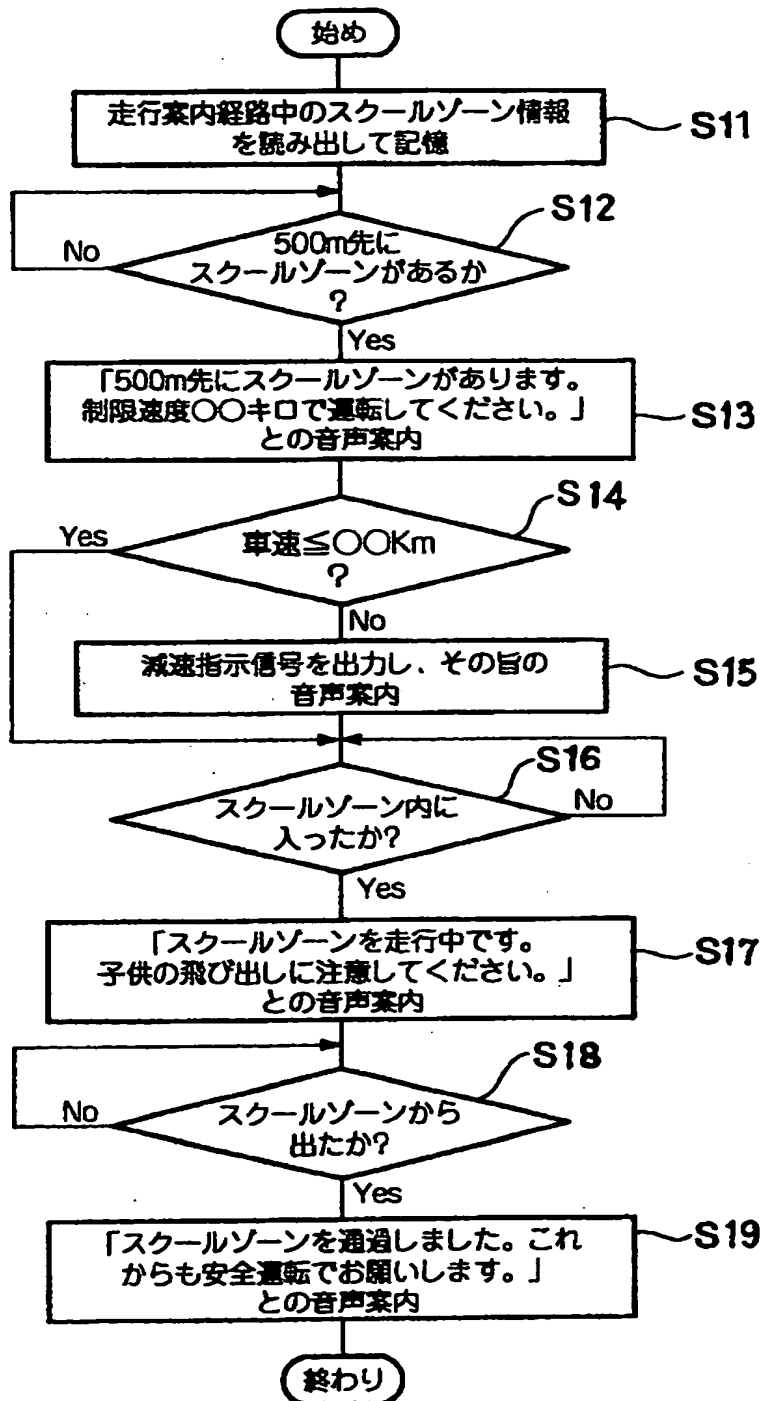 始め
走行案内経路中のスクールゾーン情報
を読み出して記憶
S11
S12
500m先に
スクールゾーンがあるか
?
No
Yes
「500m先にスクールゾーンがあります。
制限速度〇〇キロで運転してください。」
との音声案内
S13
S14
車速≦〇〇Km
?
Yes
No
減速指示信号を出力し、その旨の
音声案内
S15
S16
スクールゾーン内に
入ったか?
No
Yes
「スクールゾーンを走行中です。
子供の飛び出しに注意してください。」
との音声案内
S17
S18
スクールゾーンから
出たか?
No
Yes
「スクールゾーンを通過しました。これ
からも安全運転でお願いします。」
との音声案内
S19
終わり